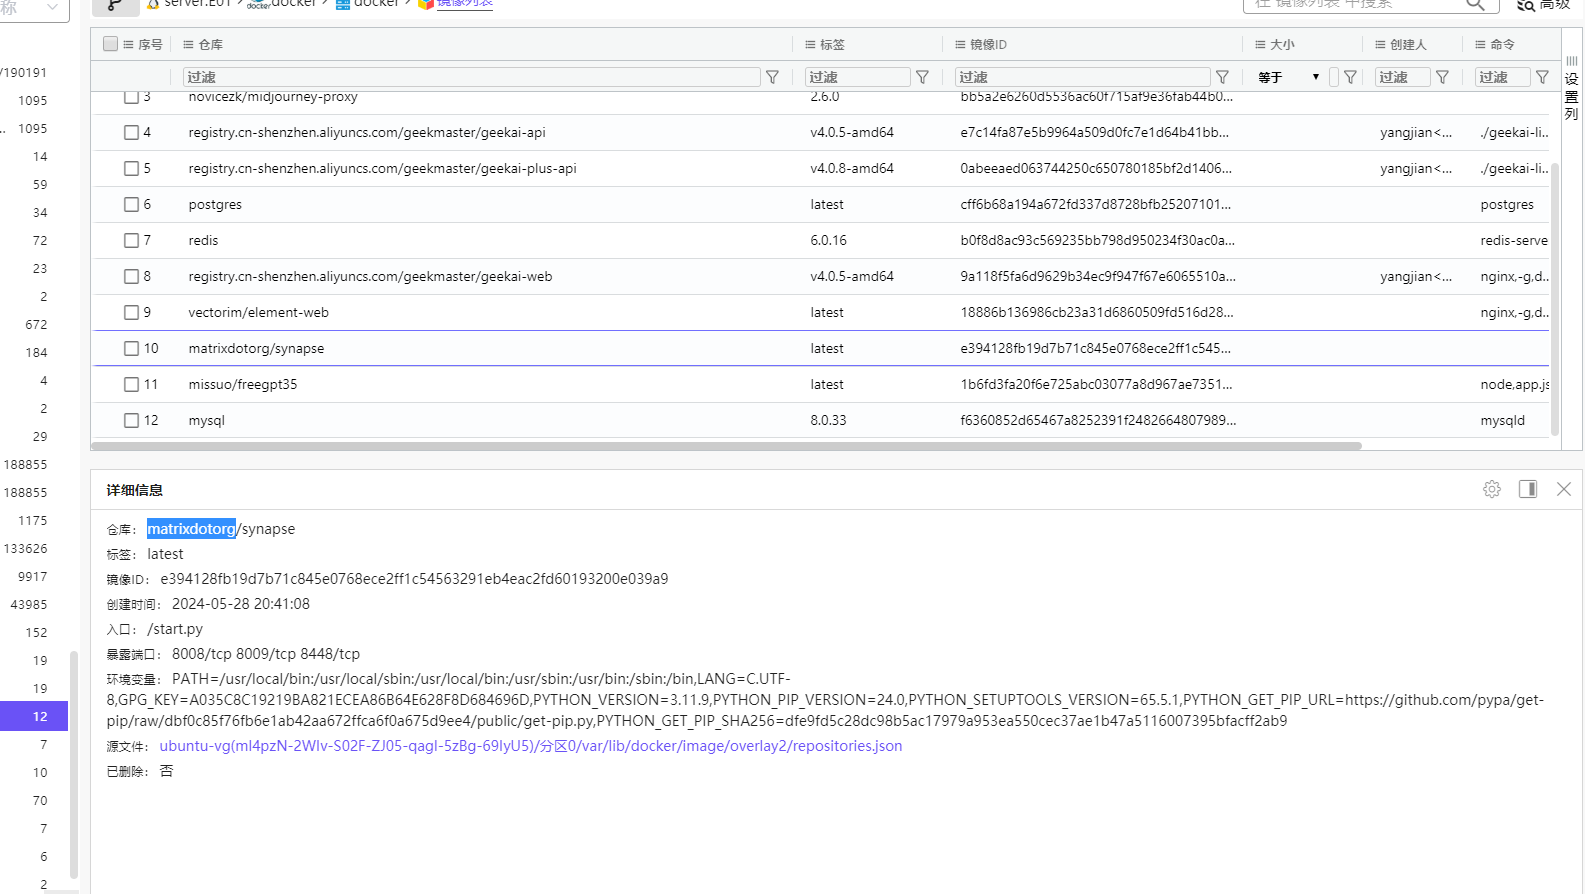 称 server.E01 › docker › docker › 镜像列表 在 镜像列表 中搜索 高级
序号 仓库 标签 镜像ID 大小 创建人 命令
过滤 过滤 过滤 等于 ▼ 过滤 过滤
设置列
3 novicezk/midjourney-proxy 2.6.0 bb5a2e6260d5536ac60f715af9e36fab44b0...
4 registry.cn-shenzhen.aliyuncs.com/geekmaster/geekai-api v4.0.5-amd64 e7c14fa87e5b9964a509d0fc7e1d64b41bb... yangjian<... ./geekai-li...
5 registry.cn-shenzhen.aliyuncs.com/geekmaster/geekai-plus-api v4.0.8-amd64 0abeeaed063744250c650780185bf2d1406... yangjian<... ./geekai-li...
6 postgres latest cff6b68a194a672fd337d8728bfb25207101... postgres
7 redis 6.0.16 b0f8d8ac93c569235bb798d950234f30ac0a... redis-serve
8 registry.cn-shenzhen.aliyuncs.com/geekmaster/geekai-web v4.0.5-amd64 9a118f5fa6d9629b34ec9f947f67e6065510a... yangjian<... nginx,-g,d...
9 vectorim/element-web latest 18886b136986cb23a31d6860509fd516d28... nginx,-g,d...
10 matrixdotorg/synapse latest e394128fb19d7b71c845e0768ece2ff1c545...
11 missuo/freegpt35 latest 1b6fd3fa20f6e725abc03077a8d967ae7351... node,app.js
12 mysql 8.0.33 f6360852d65467a8252391f2482664807989... mysqld
/190191
1095
.. 1095
14
59
34
72
23
2
672
184
4
2
29
188855
188855
1175
133626
9917
43985
152
19
19
12
7
10
70
7
6
2
详细信息
仓库： matrixdotorg/synapse
标签： latest
镜像ID： e394128fb19d7b71c845e0768ece2ff1c54563291eb4eac2fd60193200e039a9
创建时间： 2024-05-28 20:41:08
入口： /start.py
暴露端口： 8008/tcp 8009/tcp 8448/tcp
环境变量： PATH=/usr/local/bin:/usr/local/sbin:/usr/local/bin:/usr/sbin:/usr/bin:/sbin:/bin,LANG=C.UTF-
8,GPG_KEY=A035C8C19219BA821ECEA86B64E628F8D684696D,PYTHON_VERSION=3.11.9,PYTHON_PIP_VERSION=24.0,PYTHON_SETUPTOOLS_VERSION=65.5.1,PYTHON_GET_PIP_URL=https://github.com/pypa/get-
pip/raw/dbf0c85f76fb6e1ab42aa672ffca6f0a675d9ee4/public/get-pip.py,PYTHON_GET_PIP_SHA256=dfe9fd5c28dc98b5ac17979a953ea550cec37ae1b47a5116007395bfacff2ab9
源文件： ubuntu-vg(mI4pzN-2WIv-S02F-ZJ05-qagI-5zBg-69IyU5)/分区0/var/lib/docker/image/overlay2/repositories.json
已删除： 否